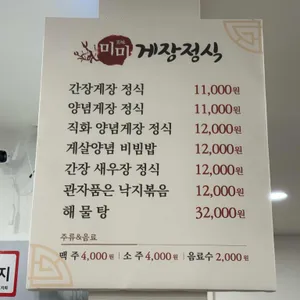 미미 게장정식
간장게장 정식 11,000원
양념게장 정식 11,000원
직화 양념게장 정식 12,000원
게살양념 비빔밥 12,000원
간장 새우장 정식 12,000원
관자품은 낙지볶음 12,000원
해물탕 32,000원
주류&음료
맥 주 4,000원 | 소 주 4,000원 | 음료수 2,000원
지